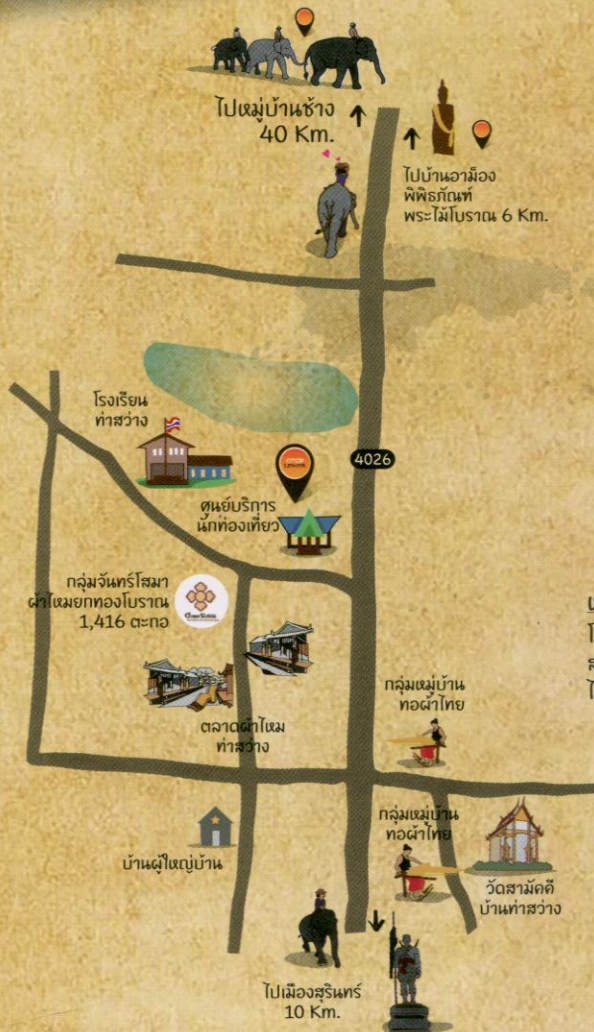 ไปหมู่บ้านช้าง
40 Km.
ไปบ้านอาม็อง
พิพิธภัณฑ์
พระไม้โบราณ 6 Km.
โรงเรียน
ท่าสว่าง
4026
ศูนย์บริการ
นักท่องเที่ยว
กลุ่มจันทร์โสมา
ผ้าไหมยกทองโบราณ
1,416 ตะกอ
ตลาดผ้าไหม
ท่าสว่าง
กลุ่มหมู่บ้าน
ทอผ้าไทย
กลุ่มหมู่บ้าน
ทอผ้าไทย
บ้านผู้ใหญ่บ้าน
วัดสามัคคี
บ้านท่าสว่าง
ไปเมืองสุรินทร์
10 Km.